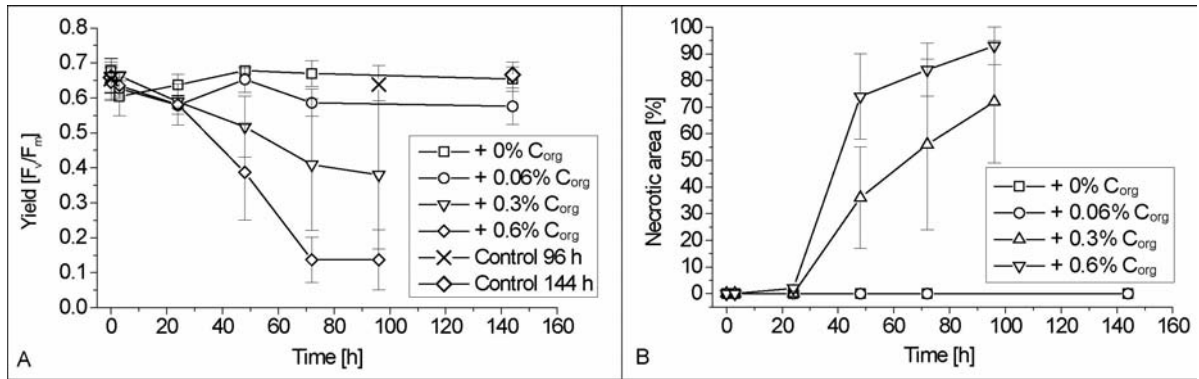 0.8
0.7
0.6
0.5
0.4
0.3
0.2
0.1
0.0
Yield [Fv/Fm]
0 20 40 60 80 100 120 140 160
Time [h]
+ 0% Corg
+ 0.06% Corg
+ 0.3% Corg
+ 0.6% Corg
Control 96 h
Control 144 h
A
100
90
80
70
60
50
40
30
20
10
0
Necrotic area [%]
0 20 40 60 80 100 120 140 160
Time [h]
+ 0% Corg
+ 0.06% Corg
+ 0.3% Corg
+ 0.6% Corg
B